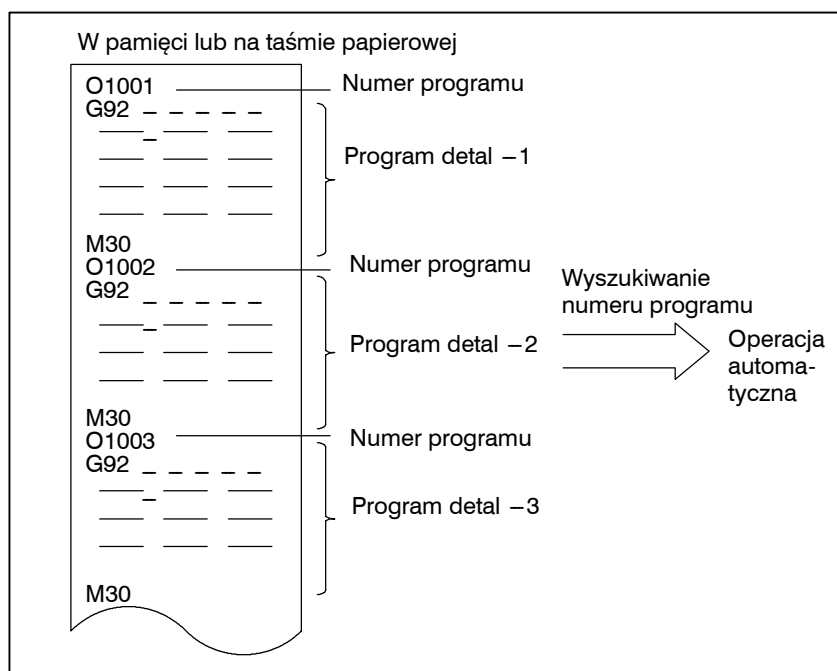 W pamięci lub na taśmie papierowej
O1001
Numer programu
G92
Program detal −1
M30
O1002
Numer programu
G92
Program detal −2
M30
O1003
Numer programu
G92
Program detal −3
M30
Wyszukiwanie
numeru programu
Operacja
automa-
tyczna